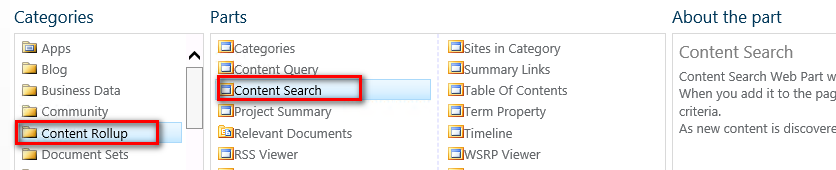 Categories
Apps
Blog
Business Data
Community
Content Rollup
Document Sets
Parts
Categories
Content Query
Content Search
Project Summary
Relevant Documents
RSS Viewer
Sites in Category
Summary Links
Table Of Contents
Term Property
Timeline
WSRP Viewer
About the part
Content Search
Content Search Web Part w
When you add it to the pag
criteria.
As new content is discovere